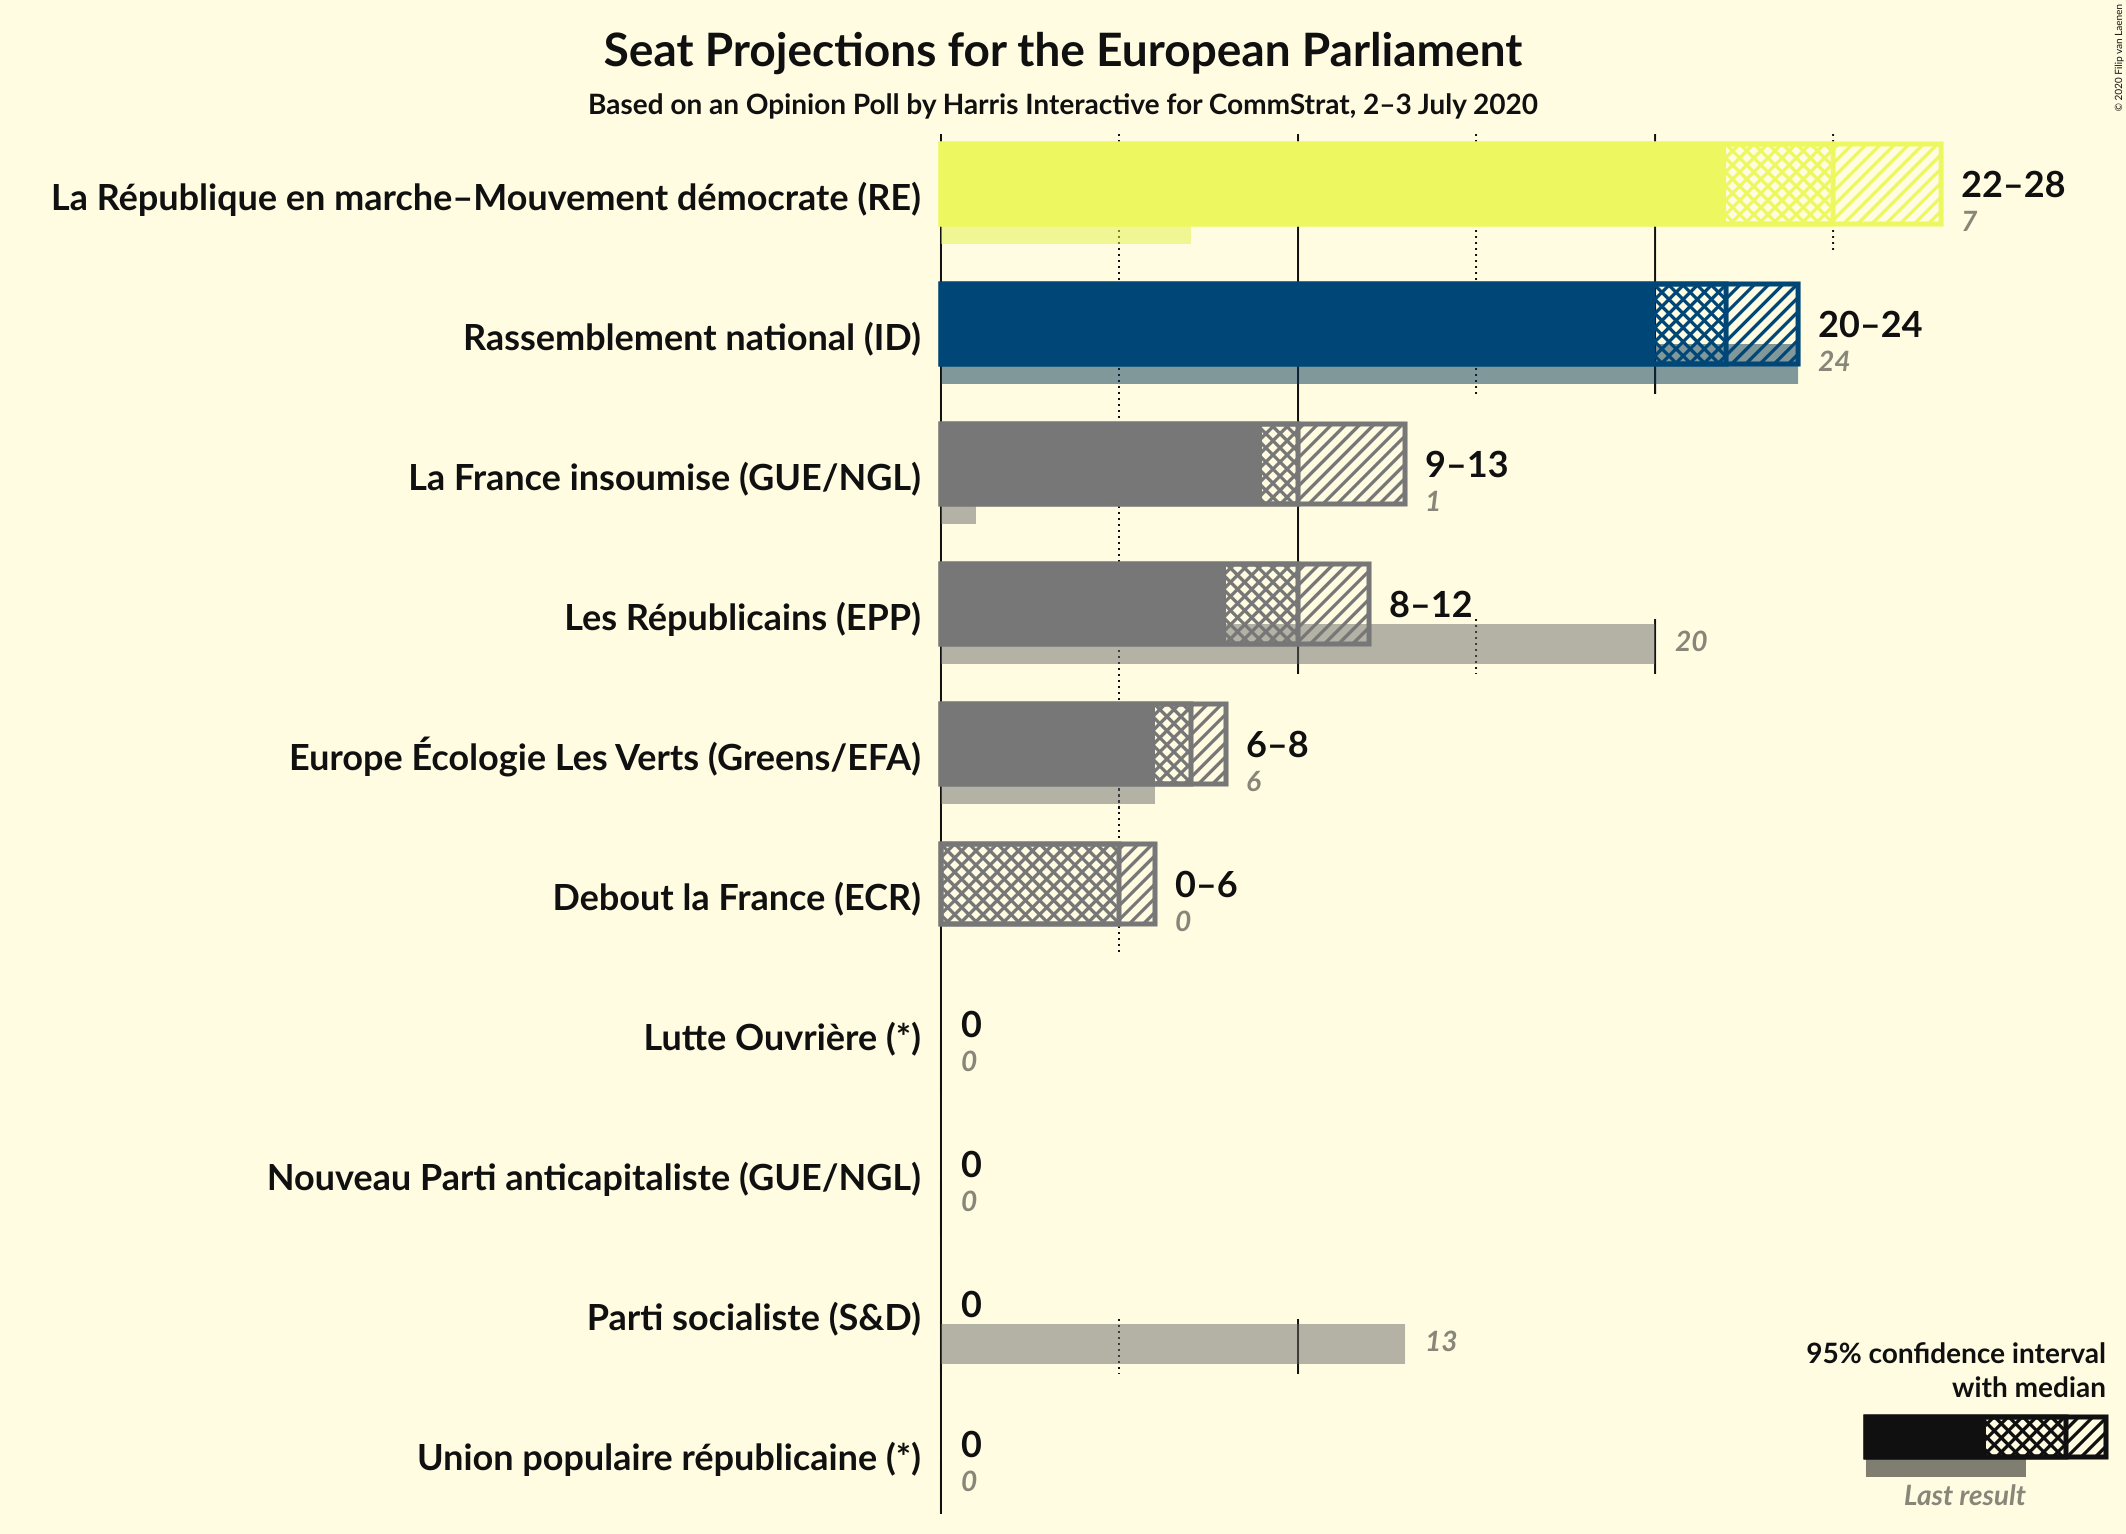 Seat Projections for the European Parliament
Based on an Opinion Poll by Harris Interactive for CommStrat, 2–3 July 2020
© 2020 Filip van Laenen
La République en marche–Mouvement démocrate (RE)
22–28
7
Rassemblement national (ID)
20–24
24
La France insoumise (GUE/NGL)
9–13
1
Les Républicains (EPP)
8–12
20
Europe Écologie Les Verts (Greens/EFA)
6–8
6
Debout la France (ECR)
0–6
0
Lutte Ouvrière (*)
0
0
Nouveau Parti anticapitaliste (GUE/NGL)
0
0
Parti socialiste (S&D)
0
13
Union populaire républicaine (*)
0
0
95% confidence interval
with median
Last result